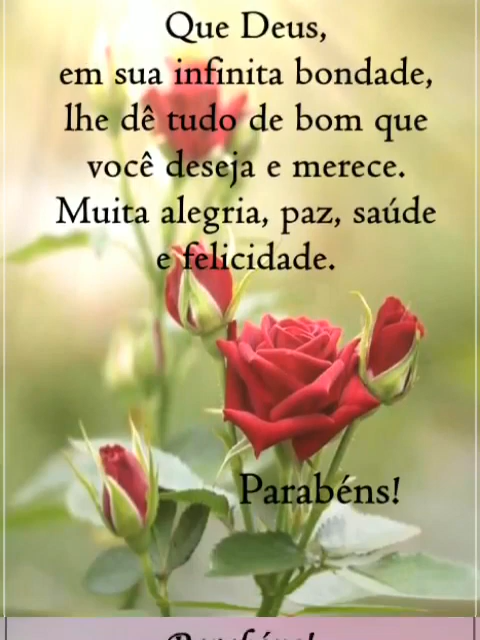 Que Deus,
em sua infinita bondade,
lhe dê tudo de bom que
você deseja e merece.
Muita alegria, paz, saúde
e felicidade.
Parabéns!